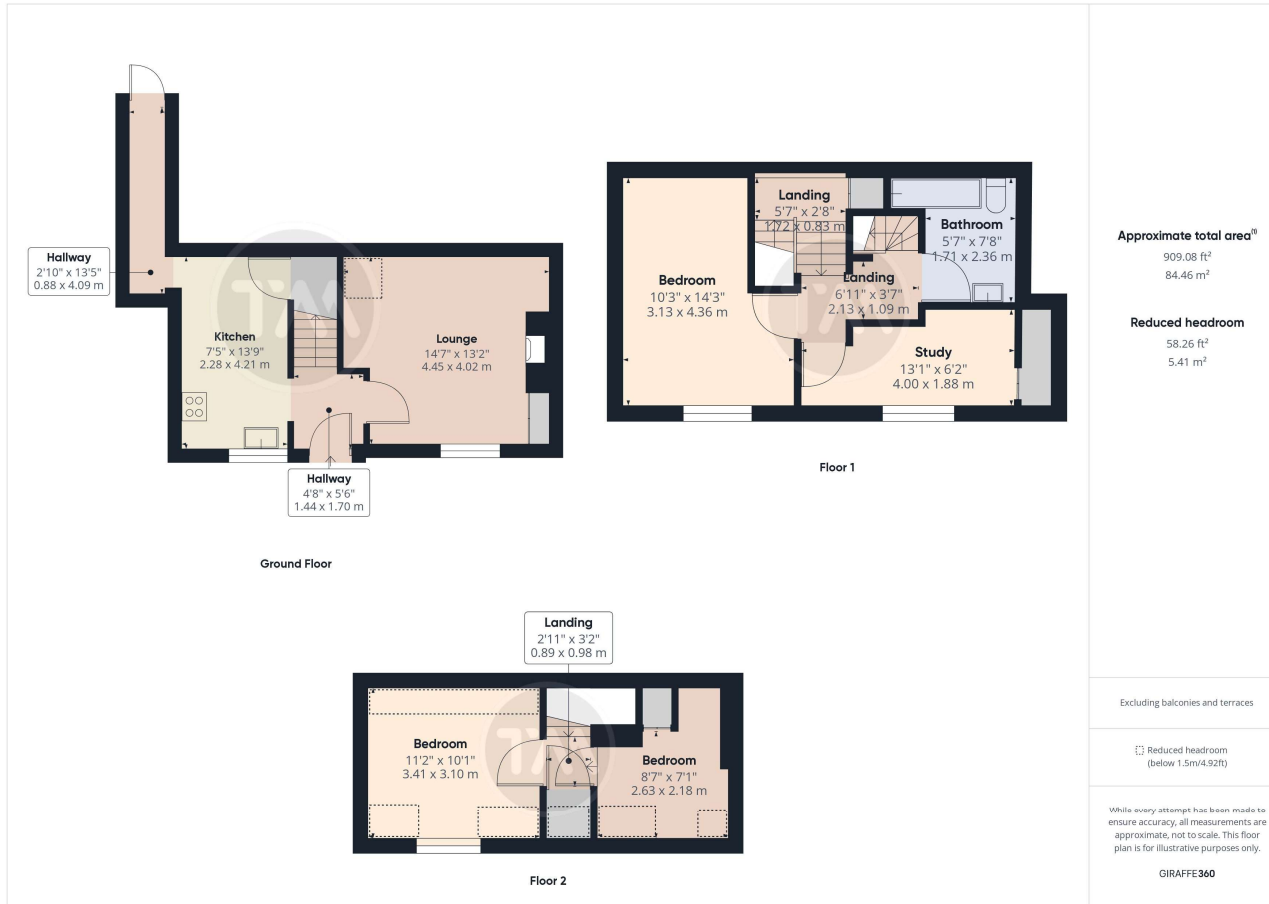 Hallway
2'10" x 13'5"
0.88 x 4.09 m
Kitchen
7'5" x 13'9"
2.28 x 4.21 m
Lounge
14'7" x 13'2"
4.45 x 4.02 m
Hallway
4'8" x 5'6"
1.44 x 1.70 m
Ground Floor
Landing
5'7" x 2'8"
1.72 x 0.83 m
Bathroom
5'7" x 7'8"
1.71 x 2.36 m
Bedroom
10'3" x 14'3"
3.13 x 4.36 m
Landing
6'11" x 3'7"
2.13 x 1.09 m
Study
13'1" x 6'2"
4.00 x 1.88 m
Floor 1
Landing
2'11" x 3'2"
0.89 x 0.98 m
Bedroom
11'2" x 10'1"
3.41 x 3.10 m
Bedroom
8'7" x 7'1"
2.63 x 2.18 m
Floor 2
Approximate total area(1)
909.08 ft²
84.46 m²
Reduced headroom
58.26 ft²
5.41 m²
Excluding balconies and terraces
Reduced headroom
(below 1.5m/4.92ft)
While every attempt has been made to
ensure accuracy, all measurements are
approximate, not to scale. This floor
plan is for illustrative purposes only.
GIRAFFE360